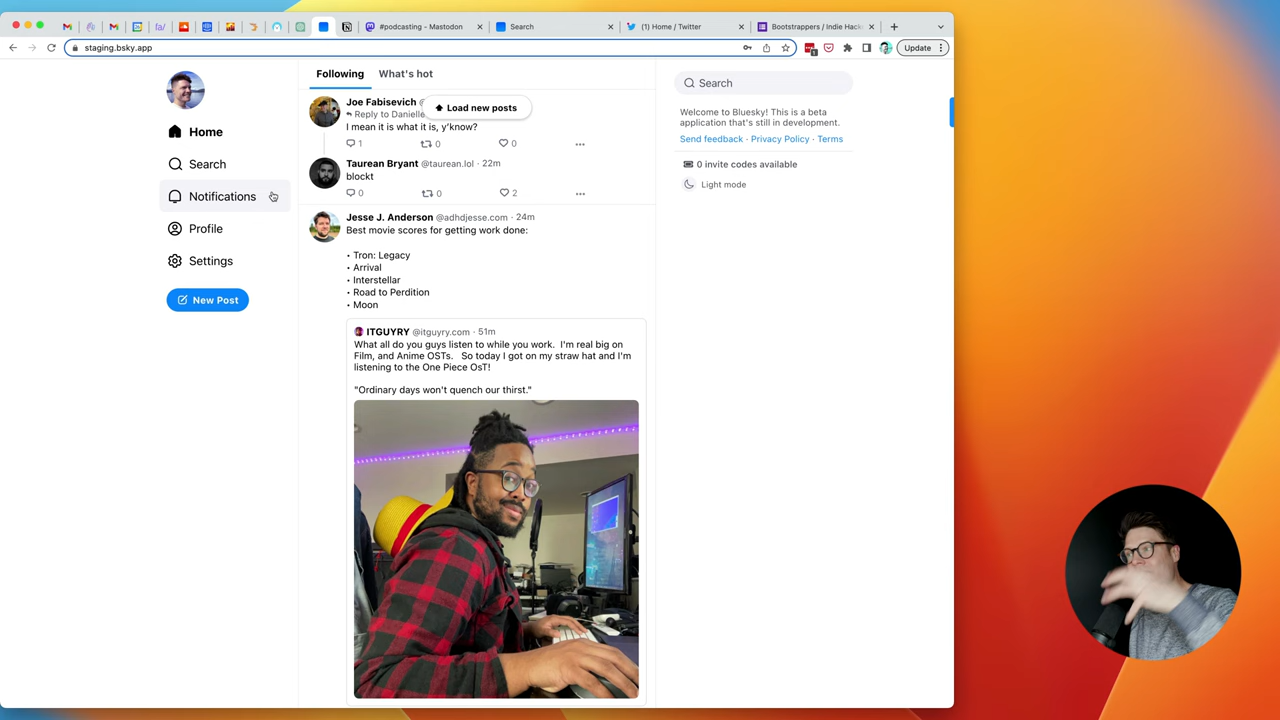 #podcasting - Mastodon
Search
(1) Home / Twitter
Bootstrappers / Indie Hack
staging.bsky.app
Update
Following
What's hot
Search
Joe Fabisevich
Load new posts
Reply to Danielle
I mean it is what it is, y'know?
1
0
0
Taurean Bryant @taurean.lol · 22m
blockt
0
0
2
Home
Search
Notifications
Profile
Settings
New Post
Welcome to Bluesky! This is a beta
application that's still in development.
Send feedback · Privacy Policy · Terms
0 invite codes available
Light mode
Jesse J. Anderson @adhdjesse.com · 24m
Best movie scores for getting work done:
• Tron: Legacy
• Arrival
• Interstellar
• Road to Perdition
• Moon
ITGUYRY @itguyry.com · 51m
What all do you guys listen to while you work. I'm real big on
Film, and Anime OSTs. So today I got on my straw hat and I'm
listening to the One Piece OsT!
"Ordinary days won't quench our thirst."